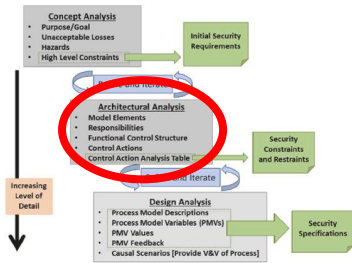 Concept Analysis
• Purpose/Goal
• Unacceptable Losses
• Hazards
• High Level Constraints
Initial Security
Requirements
and Iterate
Architectural Analysis
• Model Elements
• Responsibilities
• Functional Control Structure
• Control Actions
• Control Action Analysis Table
Security
Constraints
and Restraints
and Iterate
Increasing
Level of
Detail
Design Analysis
• Process Model Descriptions
• Process Model Variables (PMVs)
• PMV Values
• PMV Feedback
• Causal Scenarios [Provide V&V of Process]
Security
Specifications